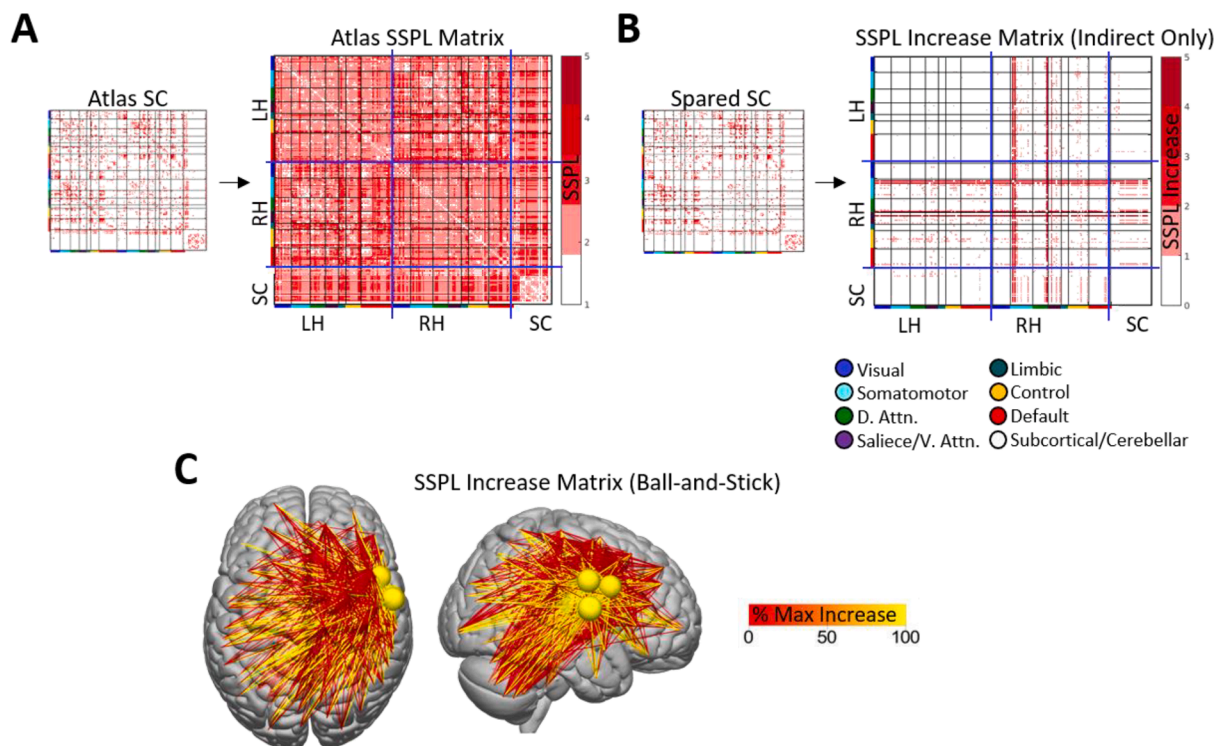 A
B
Atlas SSPL Matrix
SSPL Increase Matrix (Indirect Only)
Atlas SC
LH
RH
SC
LH
RH
SC
5
4
3
2
1
SSPL
Spared SC
LH
RH
SC
LH
RH
SC
5
4
3
2
1
0
SSPL Increase
Visual
Limbic
Somatomotor
Control
D. Attn.
Default
Saliece/V. Attn.
Subcortical/Cerebellar
C
SSPL Increase Matrix (Ball-and-Stick)
% Max Increase
0 50 100